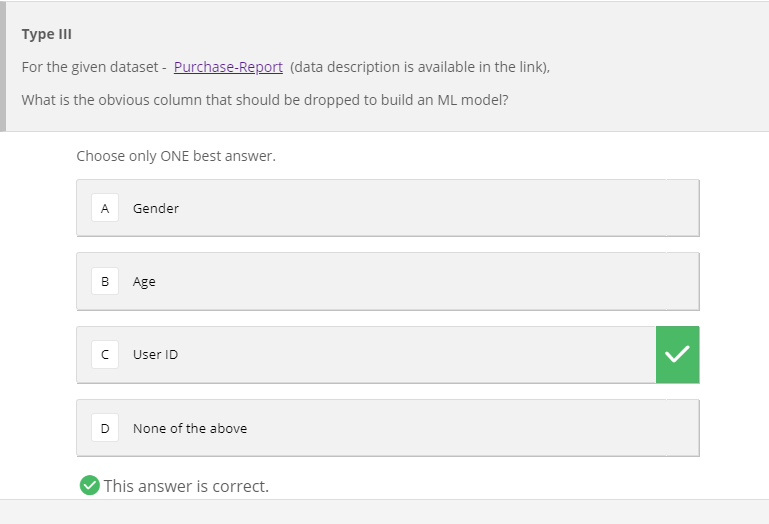 Type III
For the given dataset - Purchase-Report (data description is available in the link),
What is the obvious column that should be dropped to build an ML model?
Choose only ONE best answer.
A Gender
B Age
C User ID
D None of the above
This answer is correct.